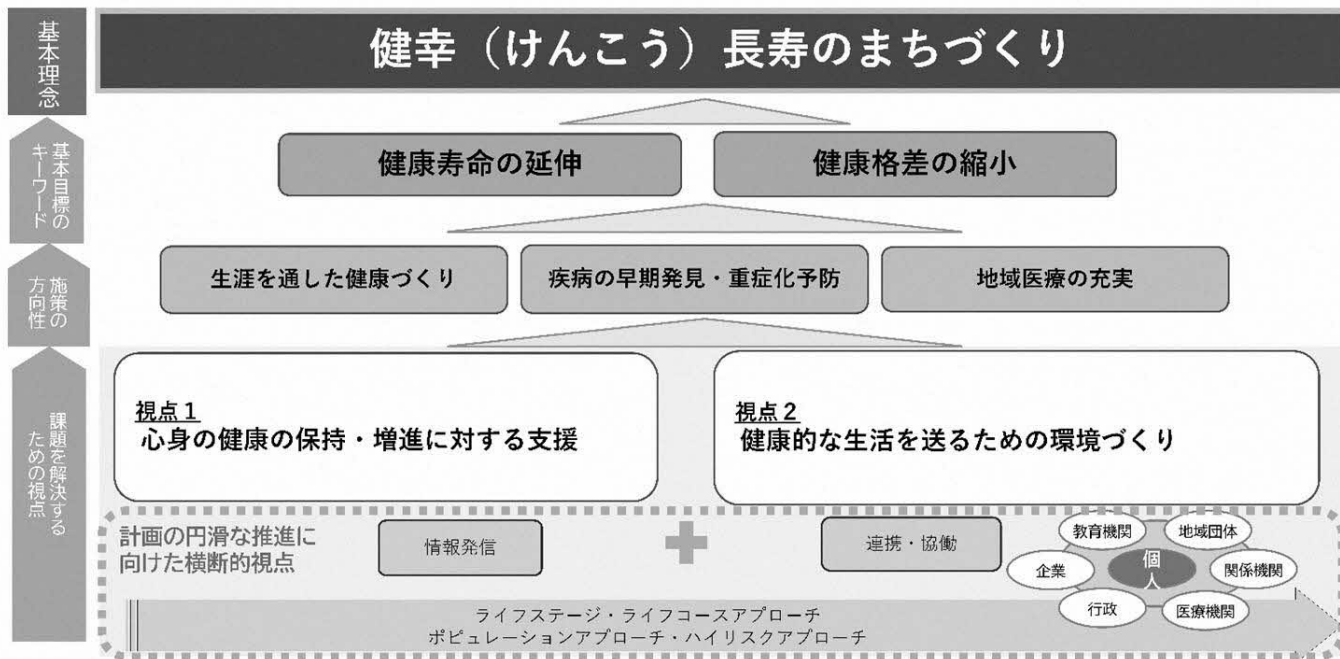 基本理念
健幸（けんこう）長寿のまちづくり
基本目標の
キーワード
健康寿命の延伸
健康格差の縮小
施策の
方向性
生涯を通した健康づくり
疾病の早期発見・重症化予防
地域医療の充実
課題を解決する
ための視点
視点１
心身の健康の保持・増進に対する支援
視点２
健康的な生活を送るための環境づくり
計画の円滑な推進に
向けた横断的視点
情報発信
連携・協働
教育機関
地域団体
企業
個人
関係機関
行政
医療機関
ライフステージ・ライフコースアプローチ
ポピュレーションアプローチ・ハイリスクアプローチ